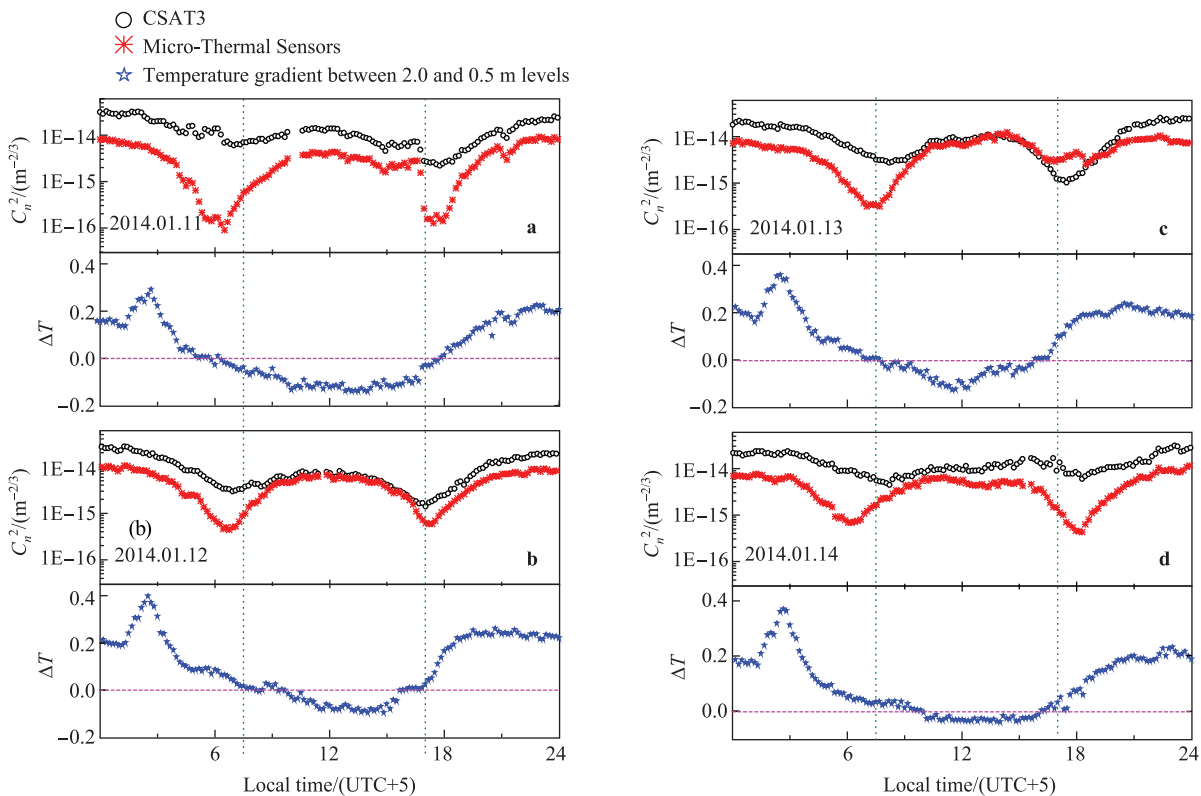 CSAT3
Micro-Thermal Sensors
Temperature gradient between 2.0 and 0.5 m levels
1E−14
1E−15
1E−16
C_n^2/(m^{−2/3})
2014.01.11
a
0.4
0.2
0.0
−0.2
ΔT
1E−14
1E−15
1E−16
C_n^2/(m^{−2/3})
(b)
2014.01.12
b
0.4
0.2
0.0
−0.2
ΔT
6 12 18 24
Local time/(UTC+5)
1E−14
1E−15
1E−16
C_n^2/(m^{−2/3})
2014.01.13
c
0.4
0.2
0.0
−0.2
ΔT
1E−14
1E−15
1E−16
C_n^2/(m^{−2/3})
2014.01.14
d
0.4
0.2
0.0
ΔT
6 12 18 24
Local time/(UTC+5)